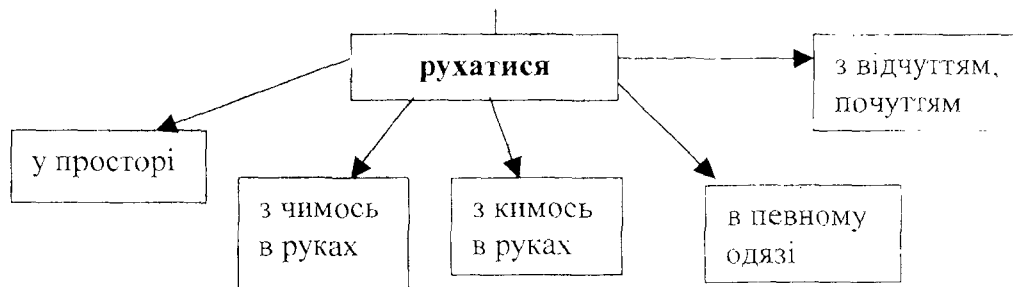 рухатися
з відчуттям,
почуттям
у просторі
з чимось
в руках
з кимось
в руках
в певному
одязі